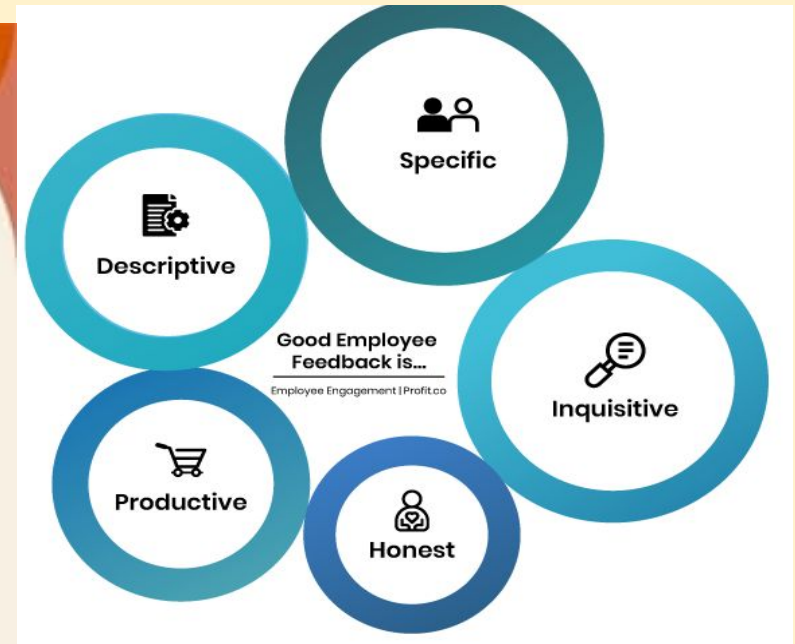 Specific
Descriptive
Good Employee
Feedback is...
Employee Engagement | Profit.co
Inquisitive
Productive
Honest